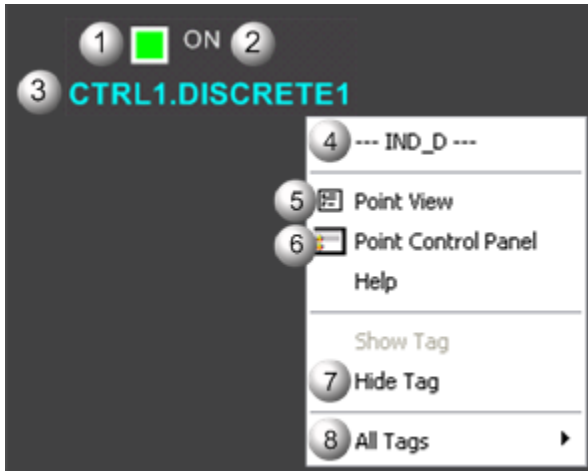 1 ON 2
3 CTRL1.DISCRETE1
4 --- IND_D ---
5 Point View
6 Point Control Panel
Help
Show Tag
7 Hide Tag
8 All Tags